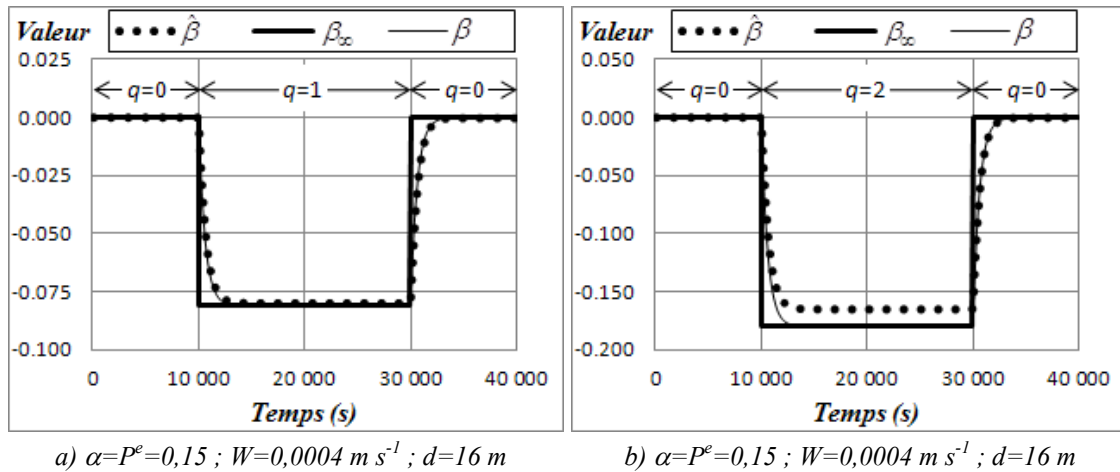 Valeur
β̂ β∞ β
0.025
q=0 q=1 q=0
0.000
-0.025
-0.050
-0.075
-0.100
0 10 000 20 000 30 000 40 000
Temps (s)
a) α=Pᵉ=0,15 ; W=0,0004 m s⁻¹ ; d=16 m
Valeur
β̂ β∞ β
0.050
q=0 q=2 q=0
0.000
-0.050
-0.100
-0.150
-0.200
0 10 000 20 000 30 000 40 000
Temps (s)
b) α=Pᵉ=0,15 ; W=0,0004 m s⁻¹ ; d=16 m